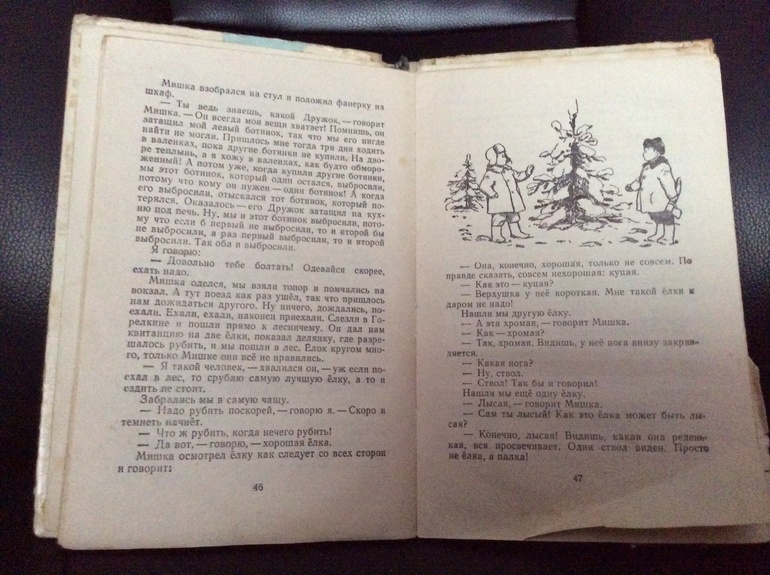 Мишка взобрался на стул и положил фанерку на
шкаф.
— Ты ведь знаешь, какой Дружок, — говорит
Мишка. — Он всегда мои вещи хватает! Помнишь, он
затащил мой левый ботинок, так что мы его нигде
найти не могли. Пришлось мне тогда три дня ходить
в валенках, пока другие ботинки не купили. На дво-
ре теплынь, а я хожу в валенках, как будто обморо-
женный! А потом уже, когда купили другие ботинки,
мы этот ботинок, который один остался, выбросили,
потому что кому он нужен — один ботинок! А когда
его выбросили, отыскался тот ботинок, который по-
терялся. Оказалось — его Дружок затащил на кух-
ню под печь. Ну, мы и этот ботинок выбросили, пото-
му что если б первый не выбросили, то и второй бы
не выбросили, а раз первый выбросили, то и второй
выбросили. Так оба и выбросили.
Я говорю:
— Довольно тебе болтать! Одевайся скорее,
ехать надо.
Мишка оделся, мы взяли топор и помчались на
вокзал. А тут поезд как раз ушёл, так что пришлось
нам дожидаться другого. Ну ничего, дождались, по-
ехали. Ехали, ехали, наконец приехали. Слезли в Го-
релкине и пошли прямо к лесничему. Он дал нам
квитанцию на две ёлки, показал делянку, где разре-
шалось рубить, и мы пошли в лес. Ёлок кругом мно-
го, только Мишке они всё не нравились.
— Я такой человек, — хвалился он, — уж если по-
ехал в лес, то срублю самую лучшую ёлку, а то и
ездить не стоит.
Забрались мы в самую чащу.
— Надо рубить поскорей, — говорю я. — Скоро и
темнеть начнёт.
— Что ж рубить, когда нечего рубить!
— Да вот, — говорю, — хорошая ёлка.
Мишка осмотрел ёлку как следует со всех сторон
и говорит:
46
— Она, конечно, хорошая, только не совсем. По
правде сказать, совсем нехорошая: куцая.
— Как это — куцая?
— Верхушка у неё короткая. Мне такой ёлки и
даром не надо!
Нашли мы другую ёлку.
— А эта хромая, — говорит Мишка.
— Как — хромая?
— Так, хромая. Видишь, у неё нога внизу закрив-
ляется.
— Какая нога?
— Ну, ствол.
— Ствол! Так бы и говорил!
Нашли мы ещё одну ёлку.
— Лысая, — говорит Мишка.
— Сам ты лысый! Как это ёлка может быть лы-
сая?
— Конечно, лысая! Видишь, какая она редень-
кая, вся просвечивает. Один ствол виден. Просто
не ёлка, а палка!
47